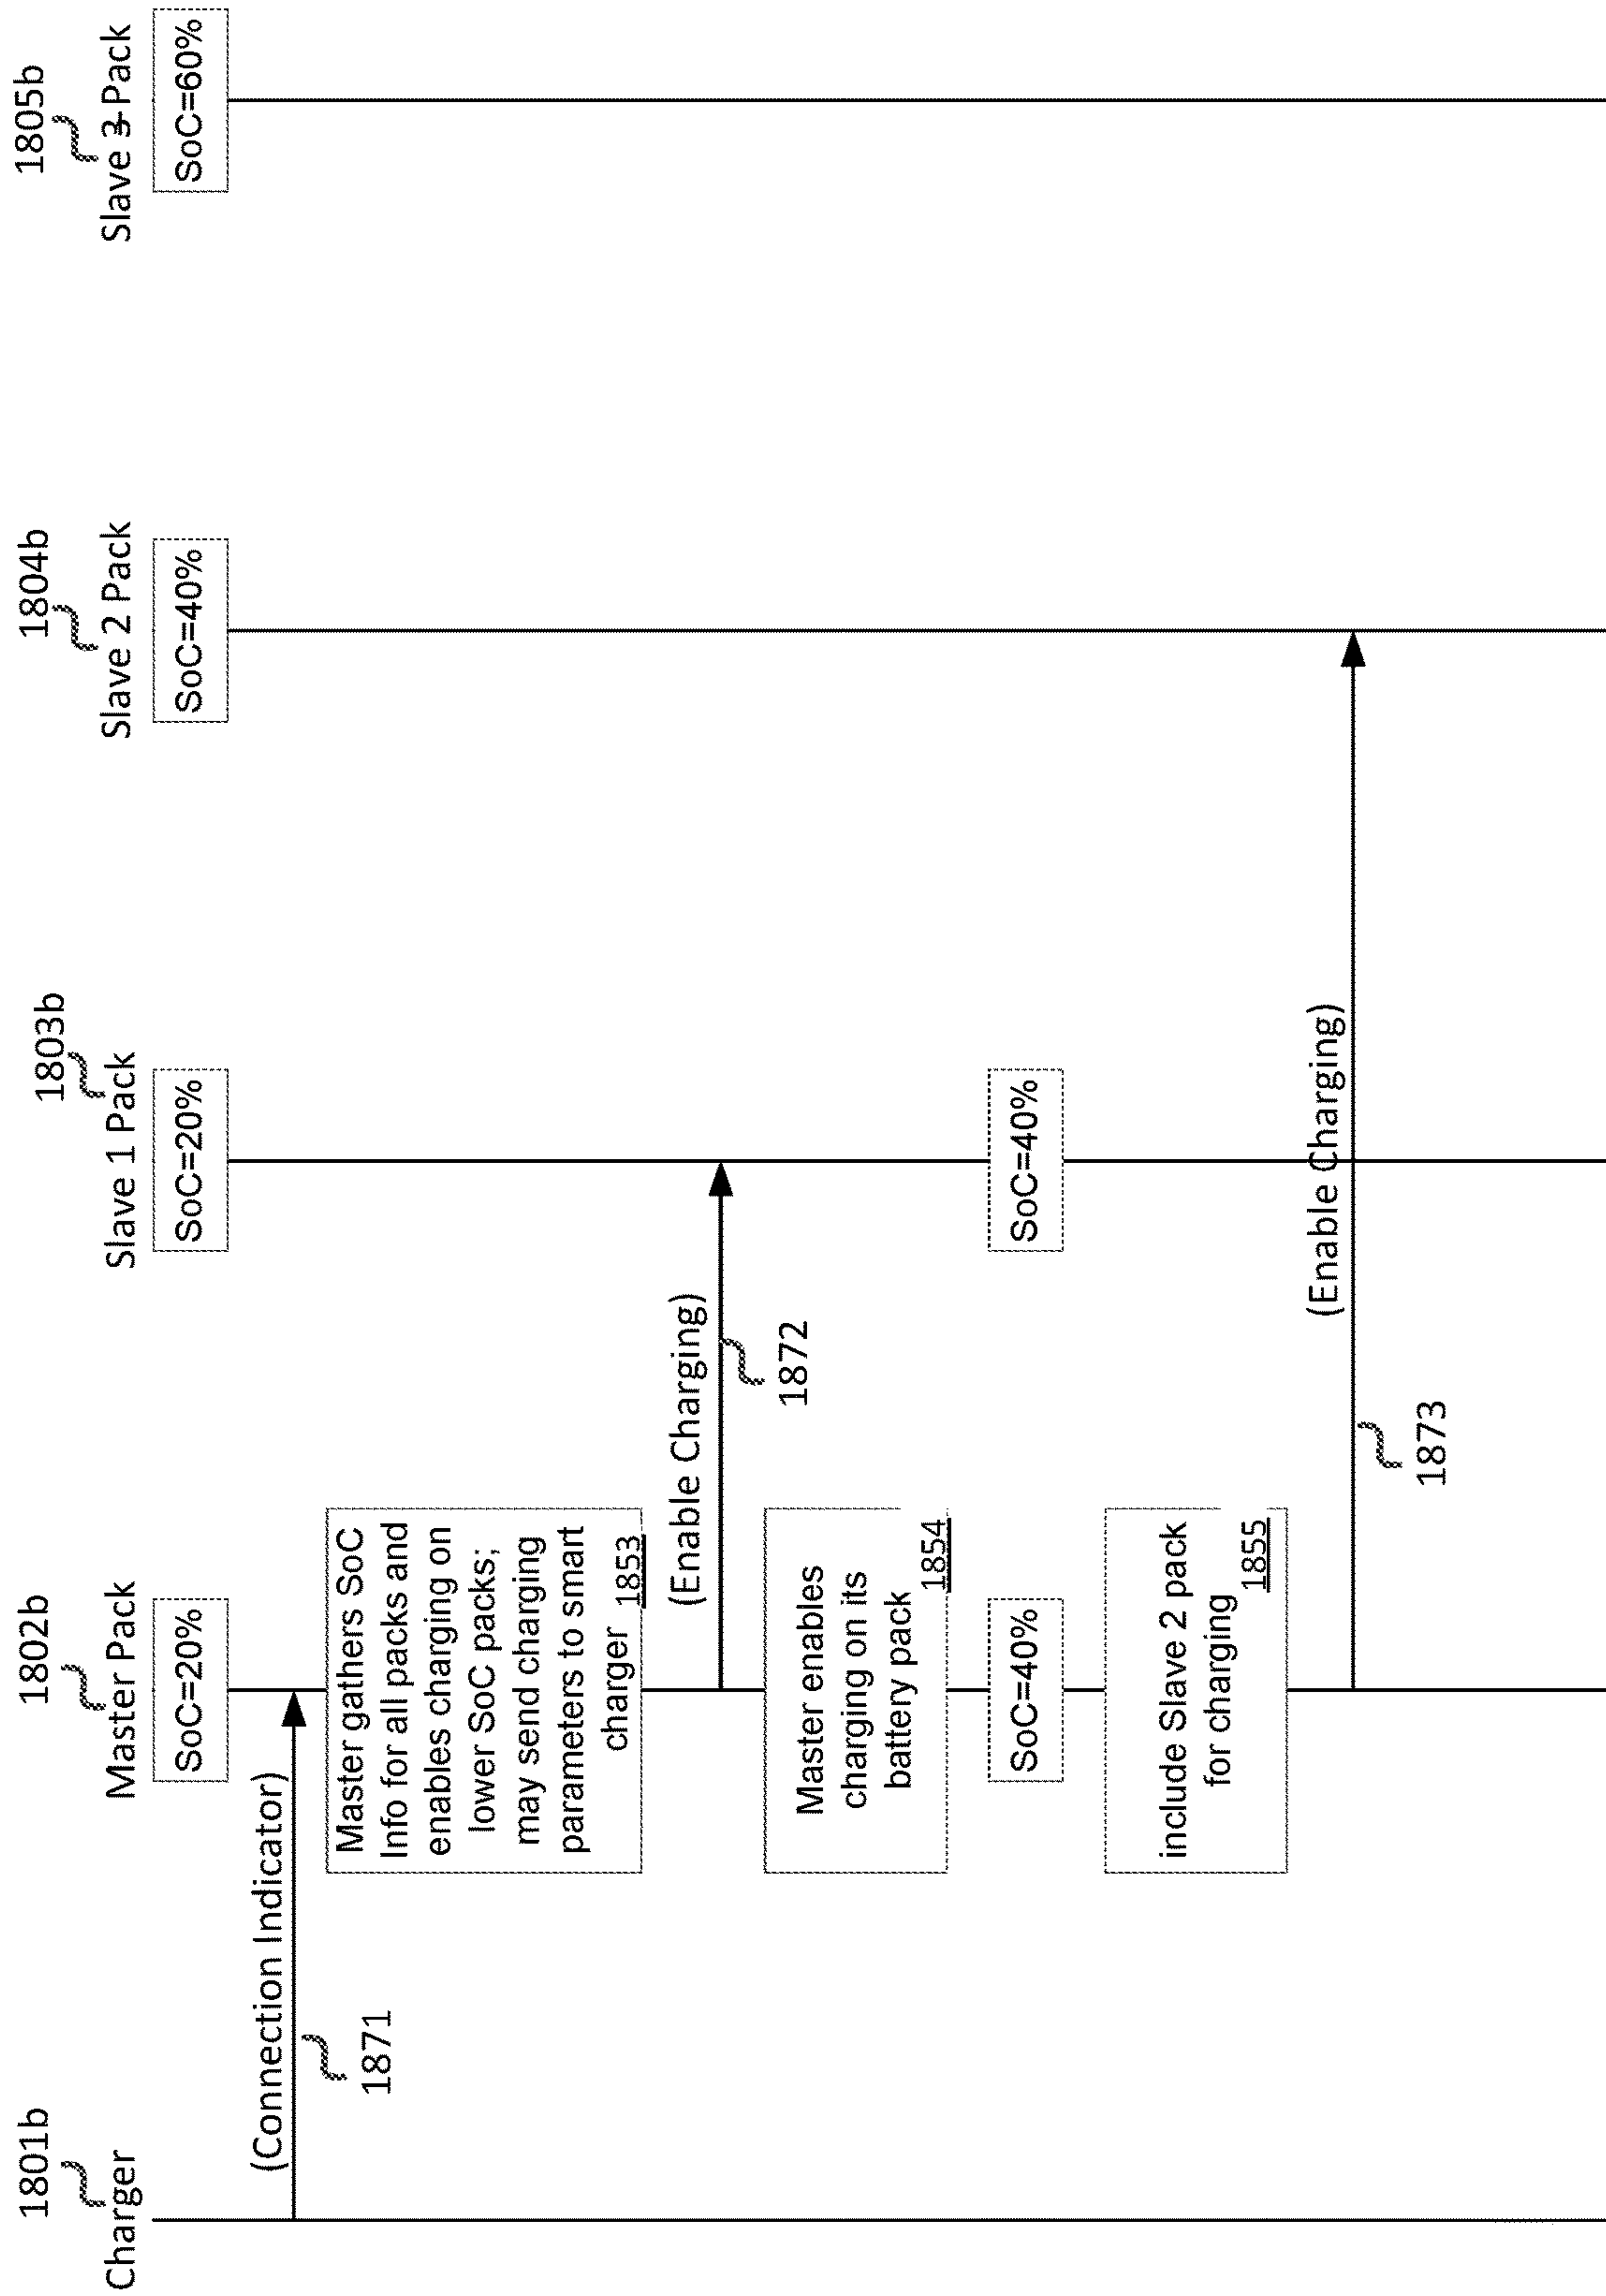 1801b
Charger
1802b
Master Pack
1803b
Slave 1 Pack
1804b
Slave 2 Pack
1805b
Slave 3 Pack
SoC=20%
SoC=20%
SoC=40%
SoC=60%
(Connection Indicator)
1871
Master gathers SoC
Info for all packs and
enables charging on
lower SoC packs;
may send charging
parameters to smart
charger 1853
(Enable Charging)
1872
Master enables
charging on its
battery pack
1854
SoC=40%
SoC=40%
include Slave 2 pack
for charging
1855
(Enable Charging)
1873